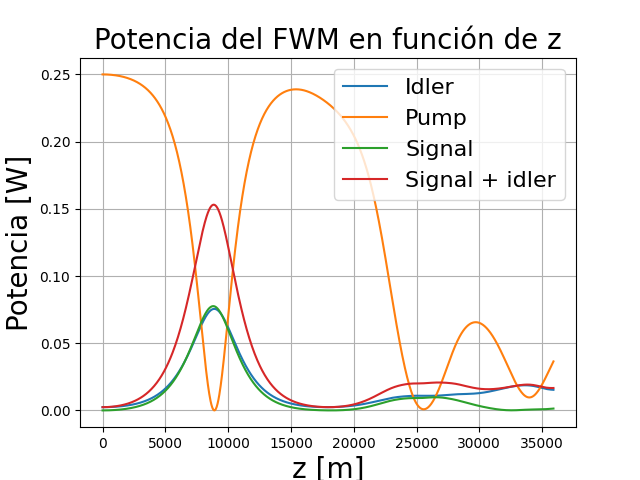 Potencia del FWM en función de z
Potencia [W]
0.25
0.20
0.15
0.10
0.05
0.00
Idler
Pump
Signal
Signal + idler
0 5000 10000 15000 20000 25000 30000 35000
z [m]